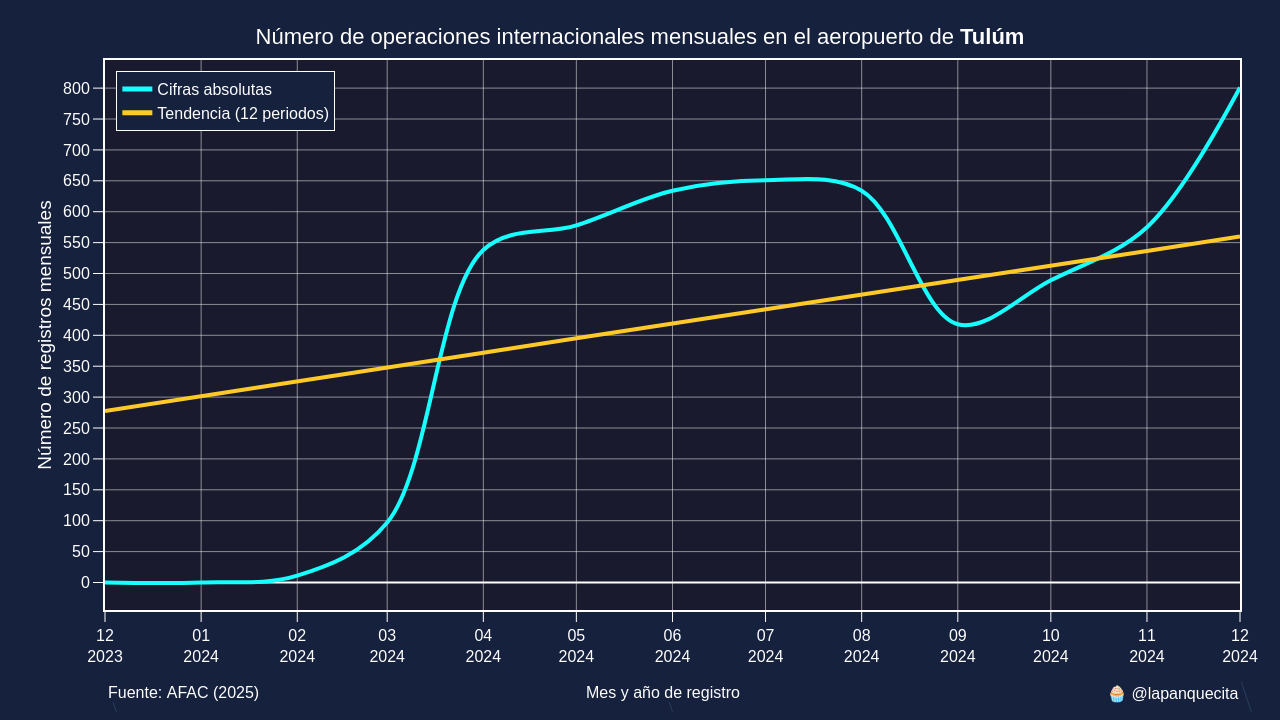 Número de operaciones internacionales mensuales en el aeropuerto de Tulúm
Cifras absolutas
Tendencia (12 periodos)
Número de registros mensuales
800
750
700
650
600
550
500
450
400
350
300
250
200
150
100
50
0
12 01 02 03 04 05 06 07 08 09 10 11 12
2023 2024 2024 2024 2024 2024 2024 2024 2024 2024 2024 2024 2024
Fuente: AFAC (2025) Mes y año de registro 🧁 @lapanquecita